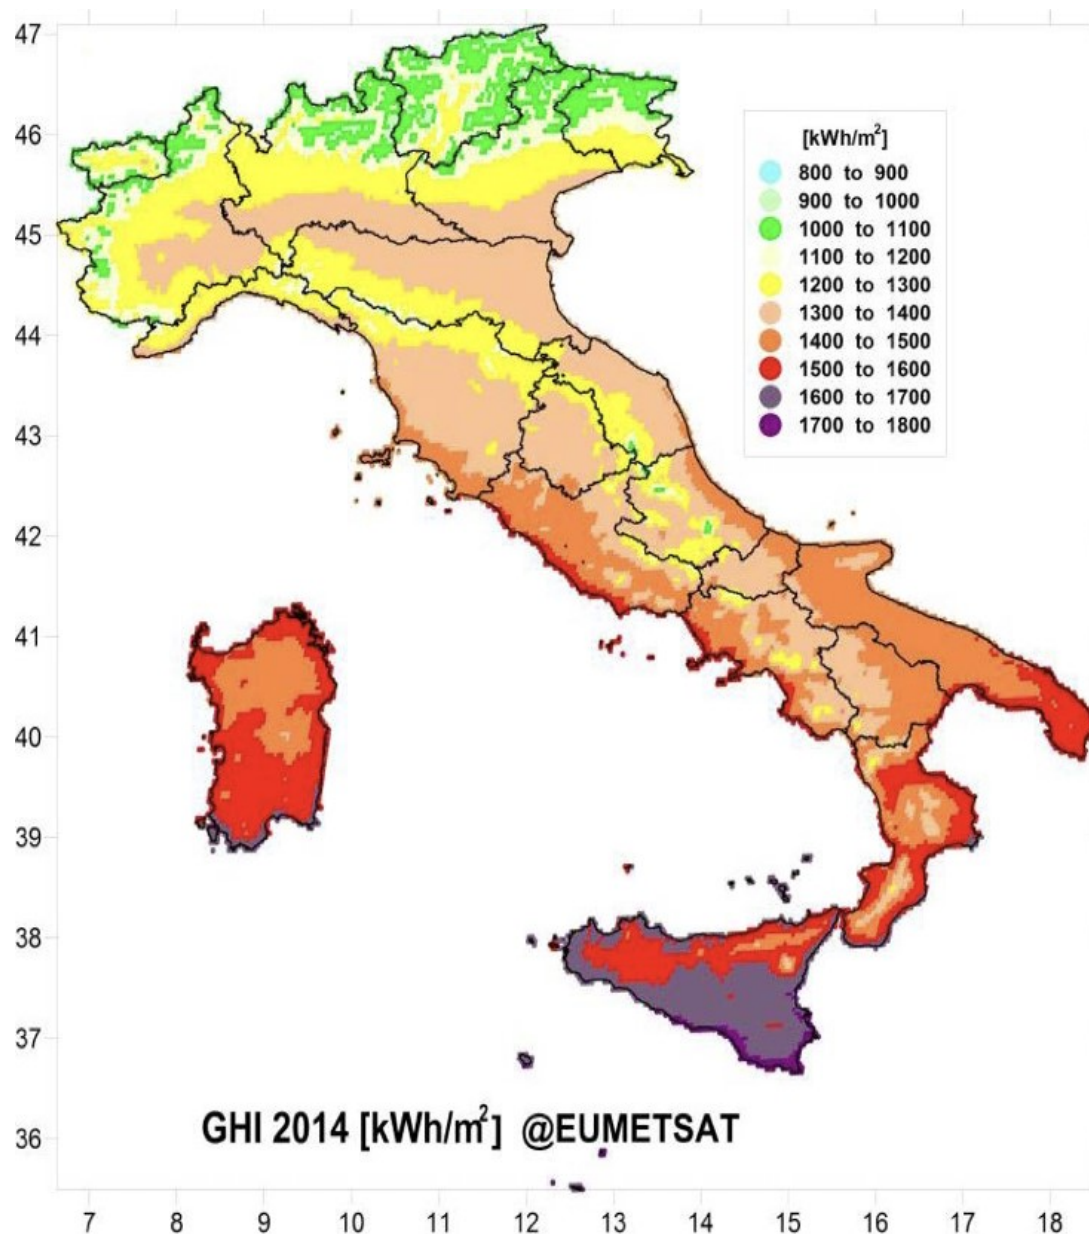 47
46
45
44
43
42
41
40
39
38
37
36
[kWh/m²]
800 to 900
900 to 1000
1000 to 1100
1100 to 1200
1200 to 1300
1300 to 1400
1400 to 1500
1500 to 1600
1600 to 1700
1700 to 1800
GHI 2014 [kWh/m²] @EUMETSAT
7 8 9 10 11 12 13 14 15 16 17 18